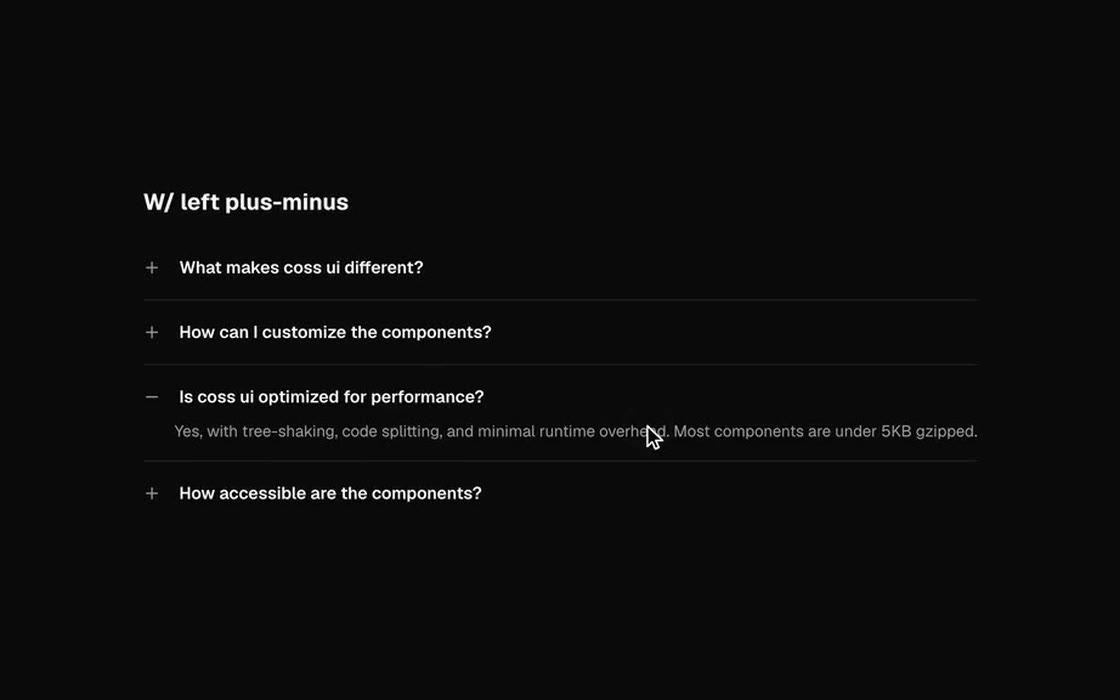 W/ left plus-minus
What makes coss ui different?
How can I customize the components?
Is coss ui optimized for performance?
Yes, with tree-shaking, code splitting, and minimal runtime overhead. Most components are under 5KB gzipped.
How accessible are the components?